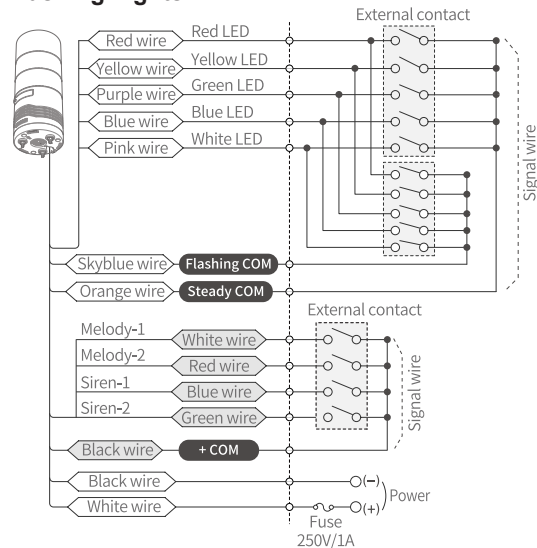 External contact
Red wire Red LED
Yellow wire Yellow LED
Purple wire Green LED
Blue wire Blue LED
Pink wire White LED
Signal wire
Skyblue wire Flashing COM
Orange wire Steady COM
External contact
Melody-1 White wire
Melody-2 Red wire
Siren-1 Blue wire
Siren-2 Green wire
Signal wire
Black wire + COM
Black wire (−)
Power
White wire (+)
Fuse
250V/1A